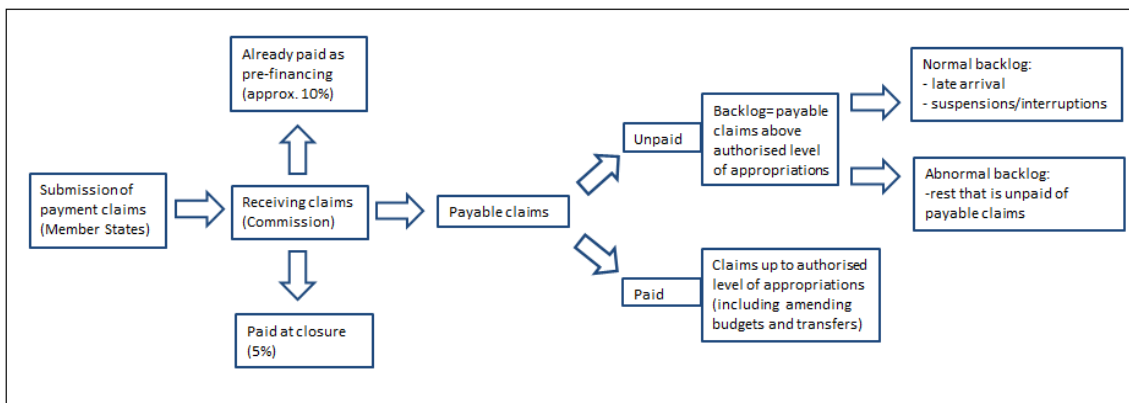 Already paid as
pre-financing
(approx. 10%)
Normal backlog:
- late arrival
- suspensions/interruptions
Unpaid
Backlog= payable
claims above
authorised level
of appropriations
Submission of
payment claims
(Member States)
Receiving claims
(Commission)
Payable claims
Abnormal backlog:
-rest that is unpaid of
payable claims
Paid
Claims up to authorised
level of appropriations
(including amending
budgets and transfers)
Paid at closure
(5%)